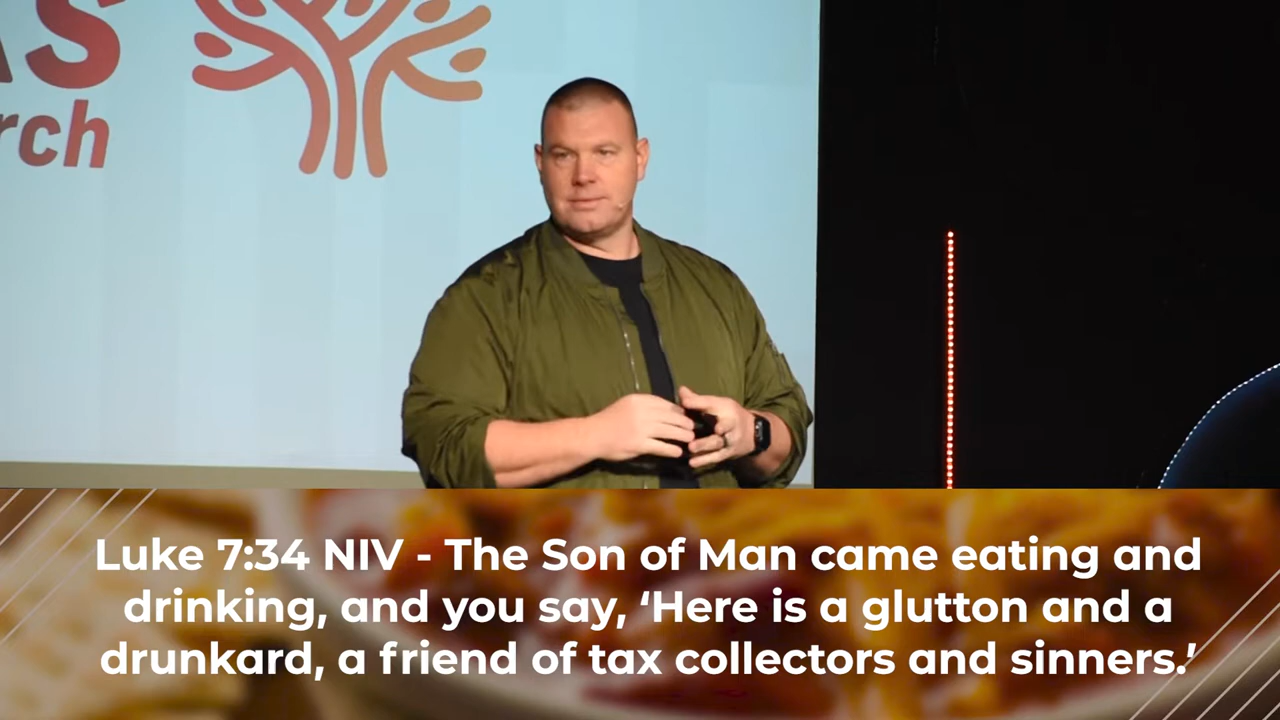 AS
rch
Luke 7:34 NIV - The Son of Man came eating and
drinking, and you say, ‘Here is a glutton and a
drunkard, a friend of tax collectors and sinners.’